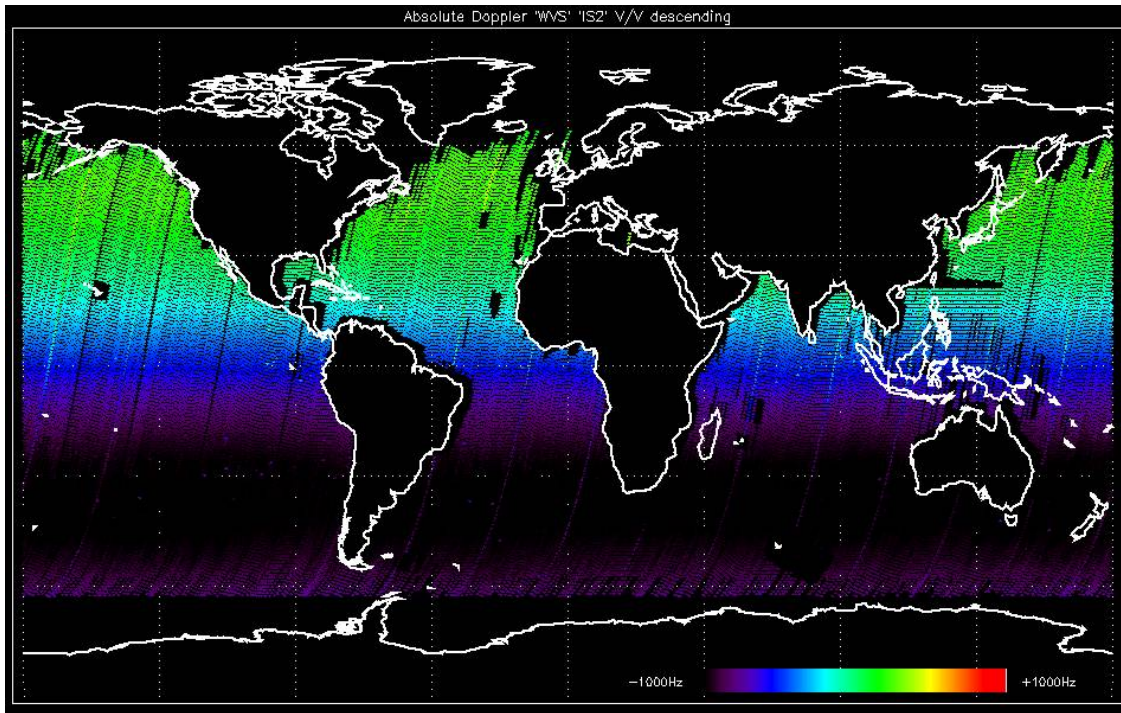 Absolute Doppler 'WVS' 'IS2' V/V descending
-1000Hz +1000Hz